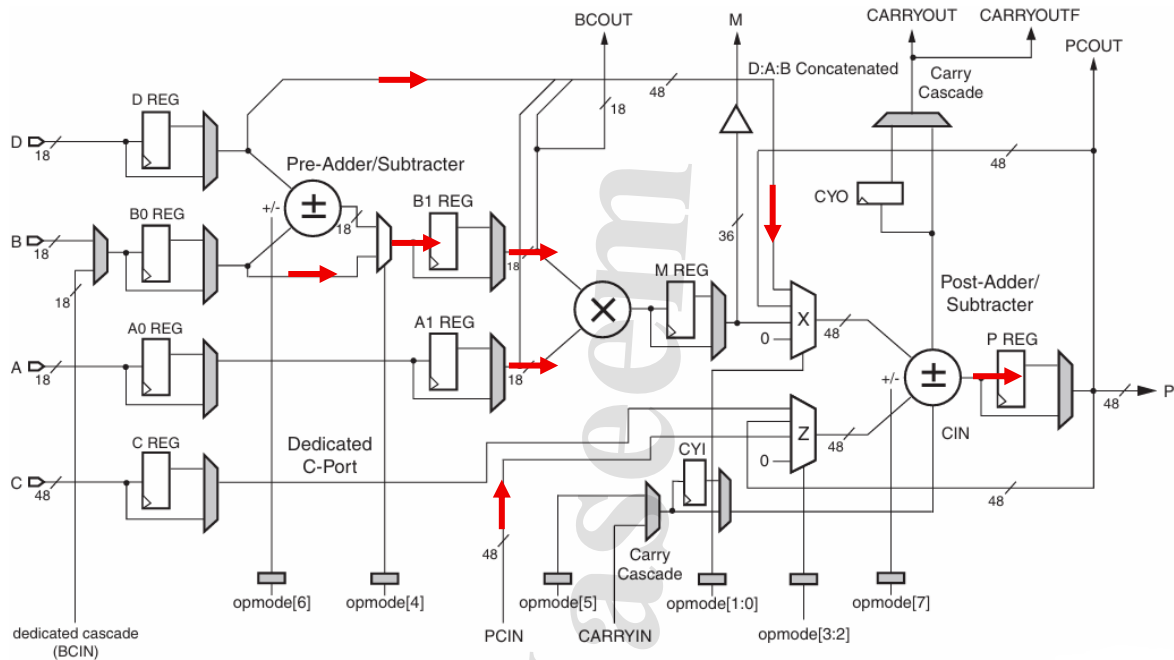 CARRYOUT
CARRYOUTF
BCOUT
M
PCOUT
D:A:B Concatenated
Carry
Cascade
48
18
D REG
D
18
Pre-Adder/Subtracter
48
+/-
±
18
B0 REG
B1 REG
CYO
B
18
18
18
36
M REG
Post-Adder/
Subtracter
×
X
48
P REG
A0 REG
A1 REG
0
A
18
18
+/-
±
48
P
C REG
Dedicated
C-Port
Z
48
CIN
CYI
0
C
48
48
48
Carry
Cascade
opmode[6]
opmode[4]
opmode[5]
opmode[1:0]
opmode[7]
dedicated cascade
(BCIN)
PCIN
CARRYIN
opmode[3:2]
aseem